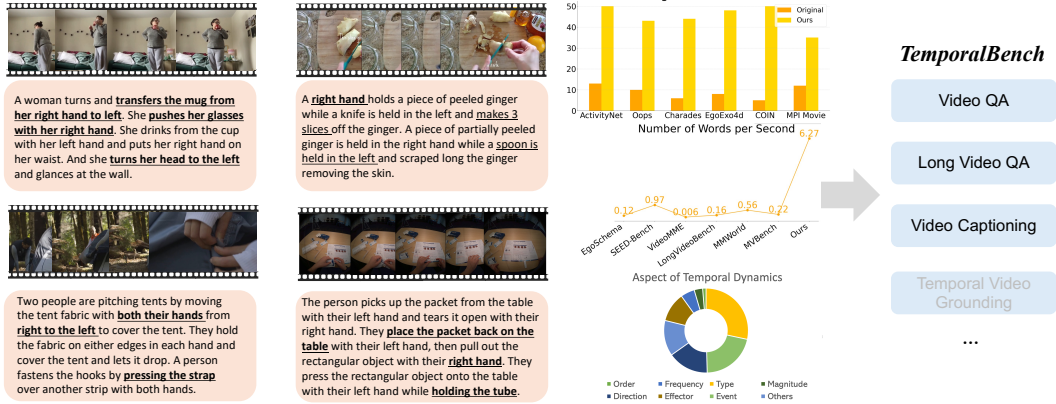 A woman turns and transfers the mug from
her right hand to left. She pushes her glasses
with her right hand. She drinks from the cup
with her left hand and puts her right hand on
her waist. And she turns her head to the left
and glances at the wall.
A right hand holds a piece of peeled ginger
while a knife is held in the left and makes 3
slices off the ginger. A piece of partially peeled
ginger is held in the right hand while a spoon
is held in the left and scraped long the ginger
removing the skin.
Two people are pitching tents by moving
the tent fabric with both their hands from
right to the left to cover the tent. They hold
the fabric on either edges in each hand and
cover the tent and lets it drop. A person
fastens the hooks by pressing the strap
over another strip with both hands.
The person picks up the packet from the table
with their left hand and tears it open with their
right hand. They place the packet back on the
table with their left hand, then pull out the
rectangular object with their right hand. They
press the rectangular object onto the table
with their left hand while holding the tube.
50
40
30
20
10
0
Original
Ours
ActivityNet Oops Charades EgoExo4d COIN MPI Movie
Number of Words per Second
0.12 0.97 0.006 0.16 0.56 0.22 6.27
EgoSchema SEED-Bench VideoMME LongVideoBench MMWorld MVBench Ours
Aspect of Temporal Dynamics
Order Frequency Type Magnitude
Direction Effector Event Others
TemporalBench
Video QA
Long Video QA
Video Captioning
Temporal Video
Grounding
...